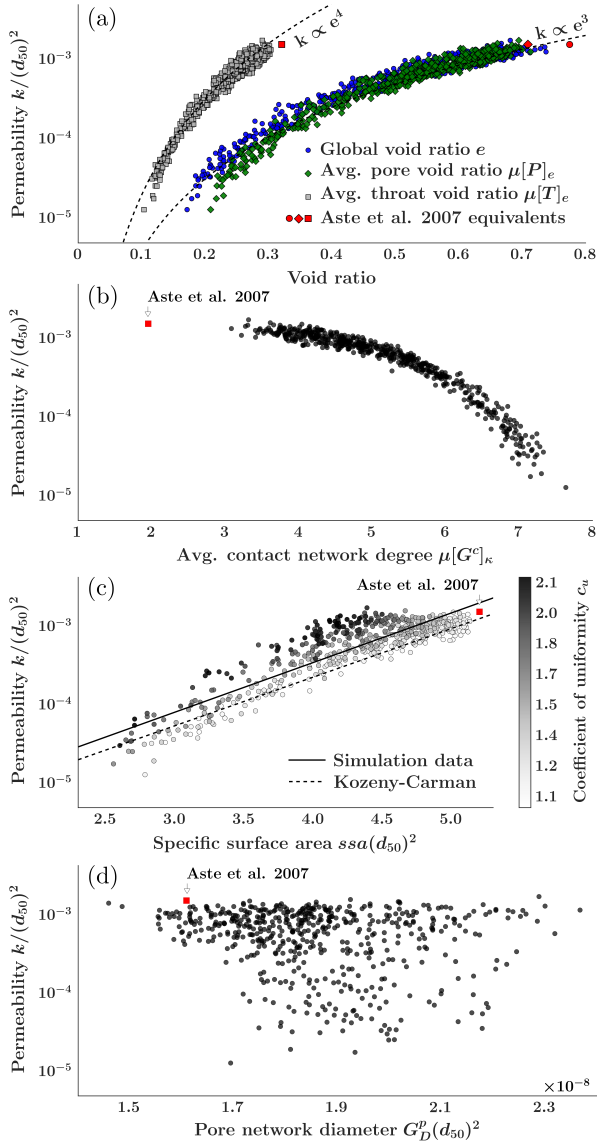 (a)
k ∝ e⁴
k ∝ e³
10⁻³
10⁻⁴
10⁻⁵
Permeability k/(d₅₀)²
Global void ratio e
Avg. pore void ratio μ[P]ₑ
Avg. throat void ratio μ[T]ₑ
Aste et al. 2007 equivalents
0 0.1 0.2 0.3 0.4 0.5 0.6 0.7 0.8
Void ratio
(b)
Aste et al. 2007
10⁻³
10⁻⁴
10⁻⁵
Permeability k/(d₅₀)²
1 2 3 4 5 6 7 8
Avg. contact network degree μ[Gᶜ]_κ
(c)
Aste et al. 2007
10⁻³
10⁻⁴
10⁻⁵
Permeability k/(d₅₀)²
Simulation data
Kozeny-Carman
2.5 3.0 3.5 4.0 4.5 5.0
Specific surface area ssa(d₅₀)²
2.1
2.0
1.8
1.7
1.5
1.4
1.2
1.1
Coefficient of uniformity cᵤ
(d)
Aste et al. 2007
10⁻³
10⁻⁴
10⁻⁵
Permeability k/(d₅₀)²
×10⁻⁸
1.5 1.7 1.9 2.1 2.3
Pore network diameter G_D^p(d₅₀)²